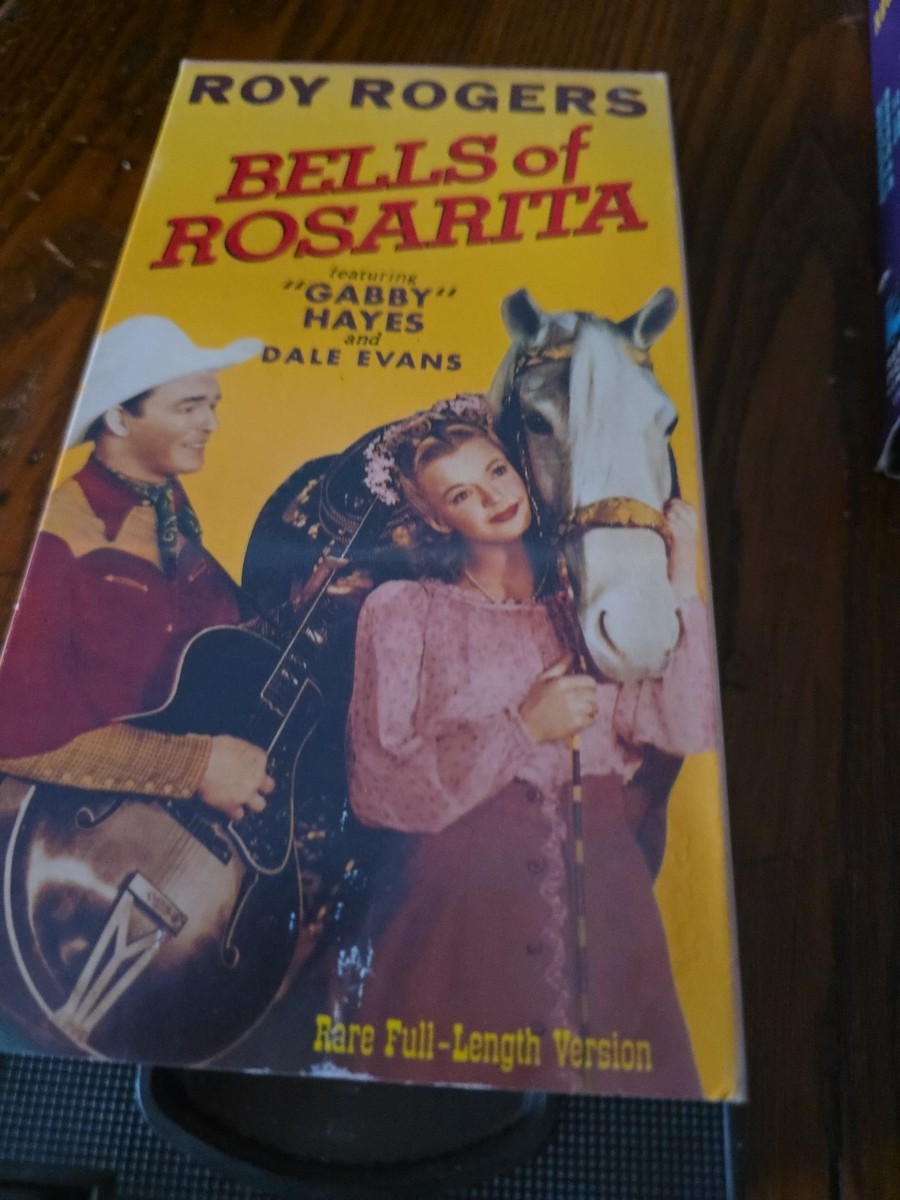 ROY ROGERS
BELLS of
ROSARITA
featuring
"GABBY"
HAYES
and
DALE EVANS
Rare Full-Length Version